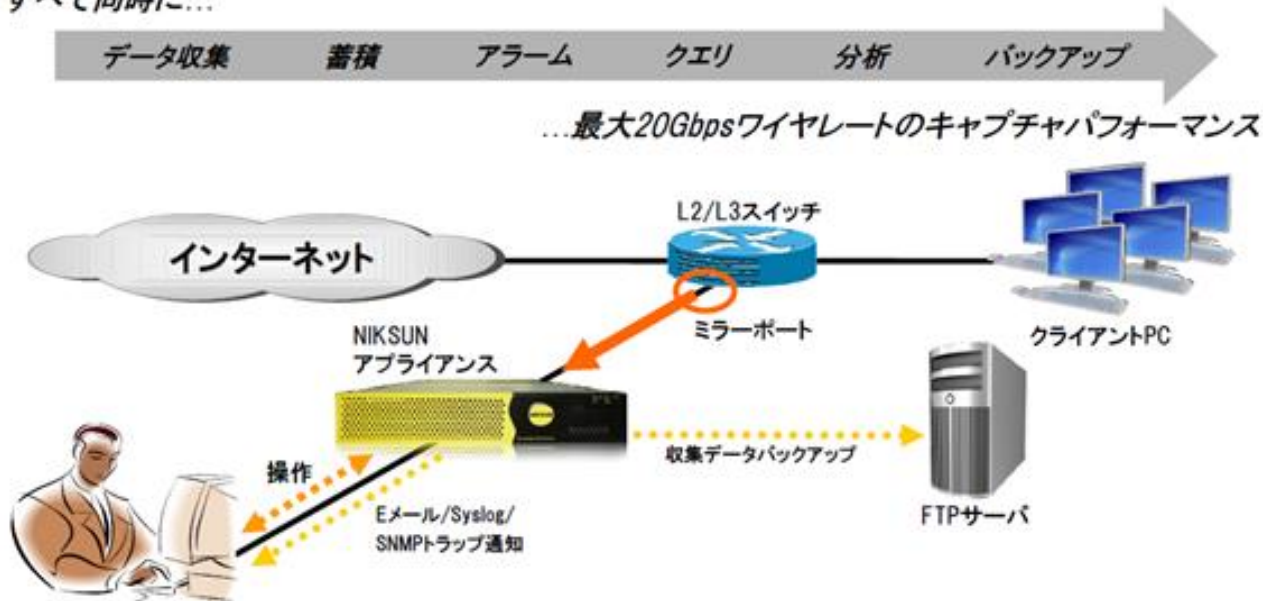 すべて同時に...
データ収集 蓄積 アラーム クエリ 分析 バックアップ
...最大20Gbpsワイヤレートのキャプチャパフォーマンス
L2/L3スイッチ
インターネット
ミラーポート
クライアントPC
NIKSUN
アプライアンス
収集データバックアップ
操作
Eメール/Syslog/
SNMPトラップ通知
FTPサーバ